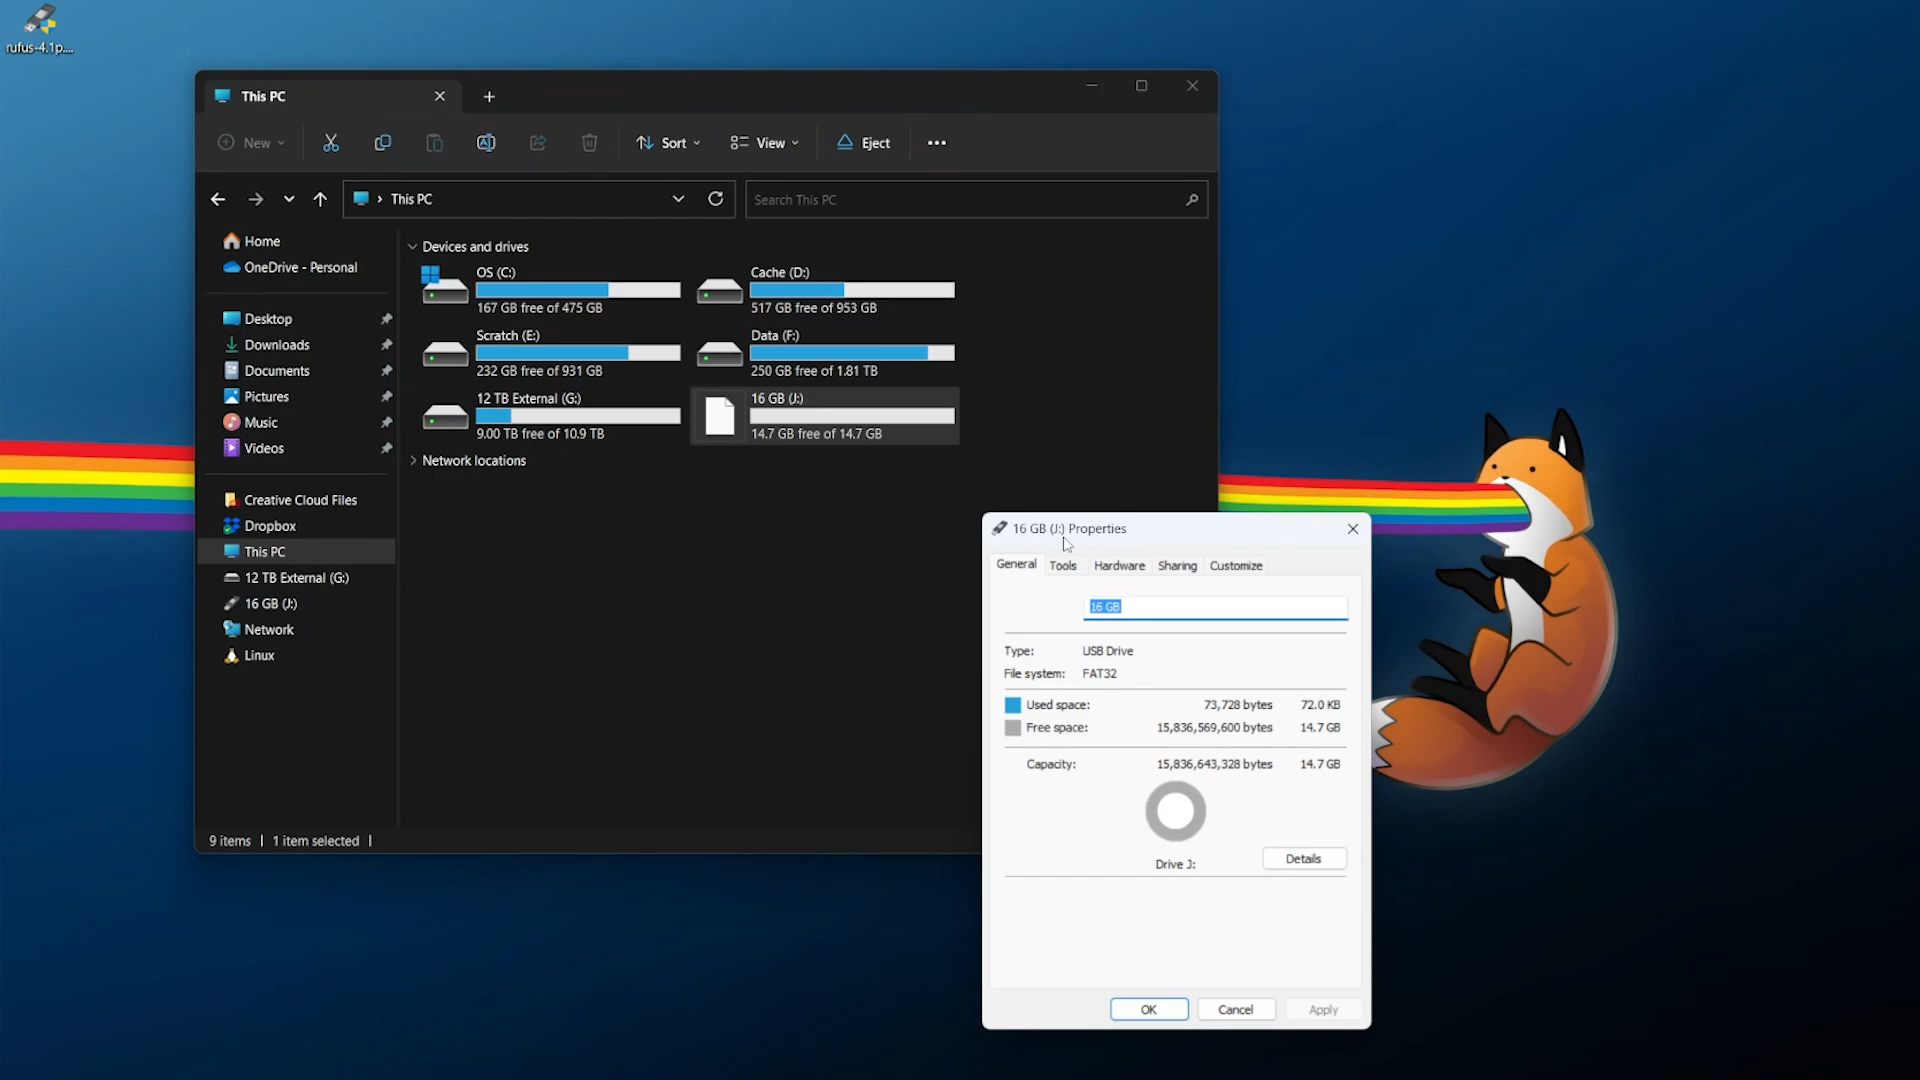 rufus-4.1p....
This PC
New
Sort
View
Eject
This PC
Search This PC
Home
OneDrive - Personal
Desktop
Downloads
Documents
Pictures
Music
Videos
Creative Cloud Files
Dropbox
This PC
12 TB External (G:)
16 GB (J:)
Network
Linux
Devices and drives
OS (C:)
167 GB free of 475 GB
Cache (D:)
517 GB free of 953 GB
Scratch (E:)
232 GB free of 931 GB
Data (F:)
250 GB free of 1.81 TB
12 TB External (G:)
9.00 TB free of 10.9 TB
16 GB (J:)
14.7 GB free of 14.7 GB
Network locations
9 items
1 item selected
16 GB (J:) Properties
General Tools Hardware Sharing Customize
16 GB
Type: USB Drive
File system: FAT32
Used space: 73,728 bytes 72.0 KB
Free space: 15,836,569,600 bytes 14.7 GB
Capacity: 15,836,643,328 bytes 14.7 GB
Drive J:
Details
OK Cancel Apply